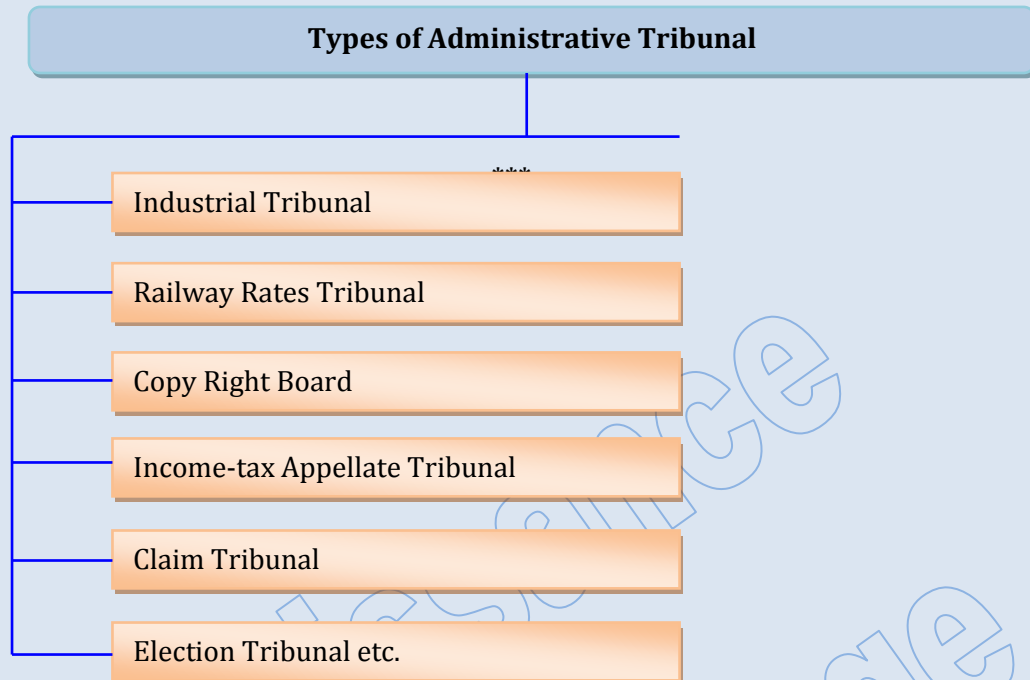 Types of Administrative Tribunal
***
Industrial Tribunal
Railway Rates Tribunal
Copy Right Board
Income-tax Appellate Tribunal
Claim Tribunal
Election Tribunal etc.